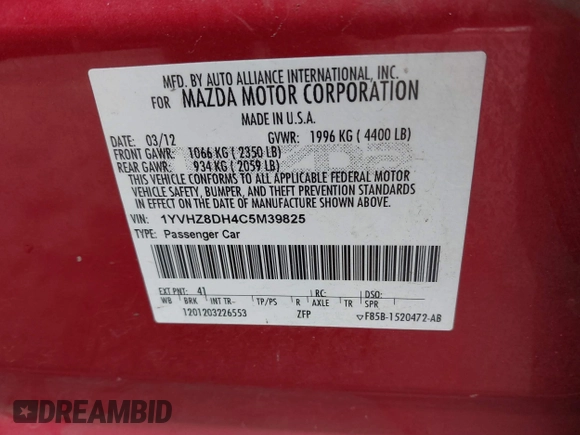 MFD. BY AUTO ALLIANCE INTERNATIONAL, INC.
FOR MAZDA MOTOR CORPORATION
MADE IN U.S.A.
DATE: 03/12 GVWR: 1996 KG ( 4400 LB)
FRONT GAWR: 1066 KG ( 2350 LB)
REAR GAWR: 934 KG ( 2059 LB)
THIS VEHICLE CONFORMS TO ALL APPLICABLE FEDERAL MOTOR
VEHICLE SAFETY, BUMPER, AND THEFT PREVENTION STANDARDS
IN EFFECT ON THE DATE OF MANUFACTURE SHOWN ABOVE.
VIN: 1YVHZ8DH4C5M39825
TYPE: Passenger Car
EXT PNT: 41 RC: DSO:
WB BRK INT TR- TP/PS R AXLE TR SPR
1201203226553 ZFP F85B-1520472-AB
DREAMBID